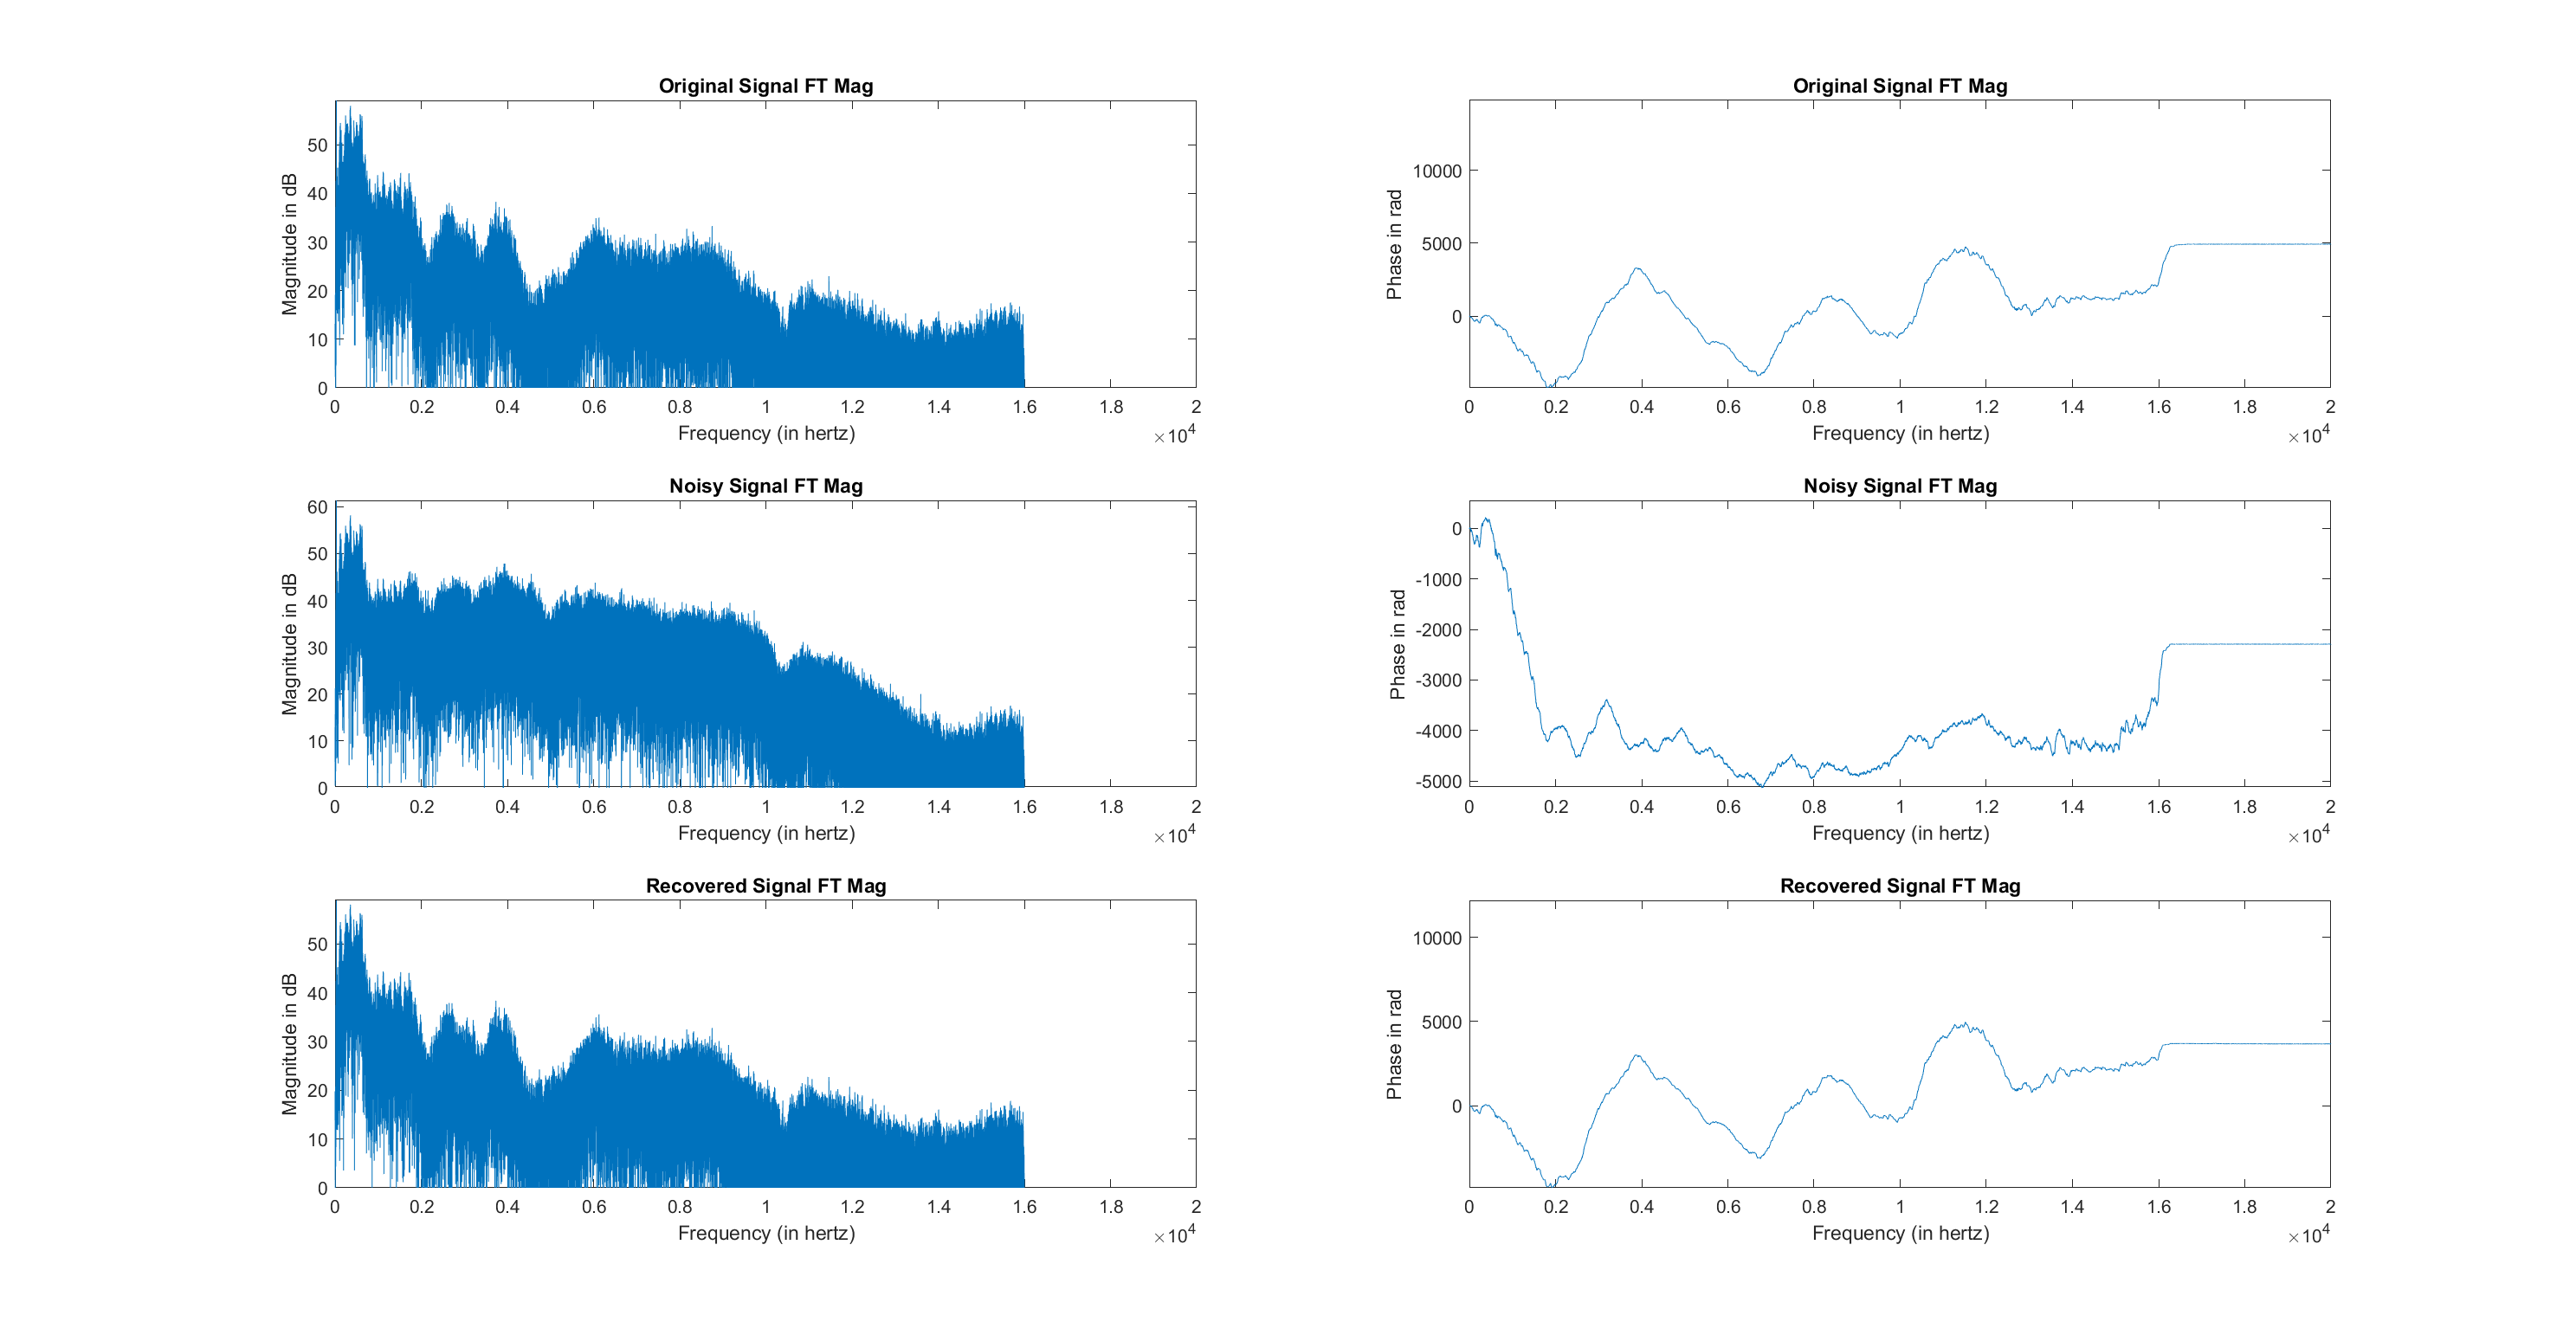 Original Signal FT Mag
50
40
30
20
10
0
Magnitude in dB
0 0.2 0.4 0.6 0.8 1 1.2 1.4 1.6 1.8 2
Frequency (in hertz)
×10^4
Original Signal FT Mag
10000
5000
0
Phase in rad
0 0.2 0.4 0.6 0.8 1 1.2 1.4 1.6 1.8 2
Frequency (in hertz)
×10^4
Noisy Signal FT Mag
60
50
40
30
20
10
0
Magnitude in dB
0 0.2 0.4 0.6 0.8 1 1.2 1.4 1.6 1.8 2
Frequency (in hertz)
×10^4
Noisy Signal FT Mag
0
-1000
-2000
-3000
-4000
-5000
Phase in rad
0 0.2 0.4 0.6 0.8 1 1.2 1.4 1.6 1.8 2
Frequency (in hertz)
×10^4
Recovered Signal FT Mag
50
40
30
20
10
0
Magnitude in dB
0 0.2 0.4 0.6 0.8 1 1.2 1.4 1.6 1.8 2
Frequency (in hertz)
×10^4
Recovered Signal FT Mag
10000
5000
0
Phase in rad
0 0.2 0.4 0.6 0.8 1 1.2 1.4 1.6 1.8 2
Frequency (in hertz)
×10^4